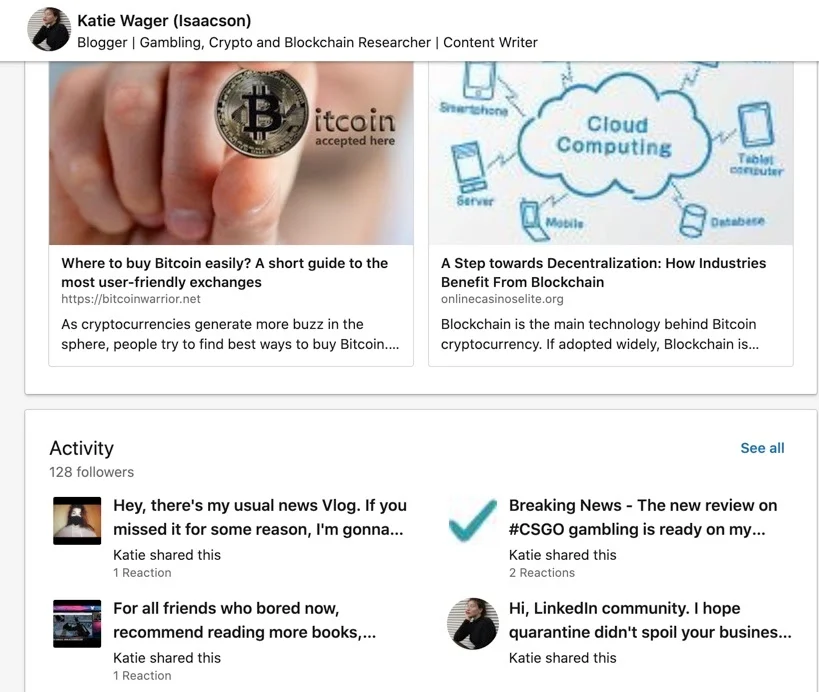 Katie Wager (Isaacson)
Blogger | Gambling, Crypto and Blockchain Researcher | Content Writer
itcoin
accepted here
Smartphone
Cloud
Computing
Tablet
computer
Server
Mobile
Database
Where to buy Bitcoin easily? A short guide to the
most user-friendly exchanges
https://bitcoinwarrior.net
As cryptocurrencies generate more buzz in the
sphere, people try to find best ways to buy Bitcoin....
A Step towards Decentralization: How Industries
Benefit From Blockchain
onlinecasinoselite.org
Blockchain is the main technology behind Bitcoin
cryptocurrency. If adopted widely, Blockchain is...
Activity
See all
128 followers
Hey, there's my usual news Vlog. If you
missed it for some reason, I'm gonna...
Katie shared this
1 Reaction
Breaking News - The new review on
#CSGO gambling is ready on my...
Katie shared this
2 Reactions
For all friends who bored now,
recommend reading more books,...
Katie shared this
1 Reaction
Hi, LinkedIn community. I hope
quarantine didn't spoil your busines...
Katie shared this